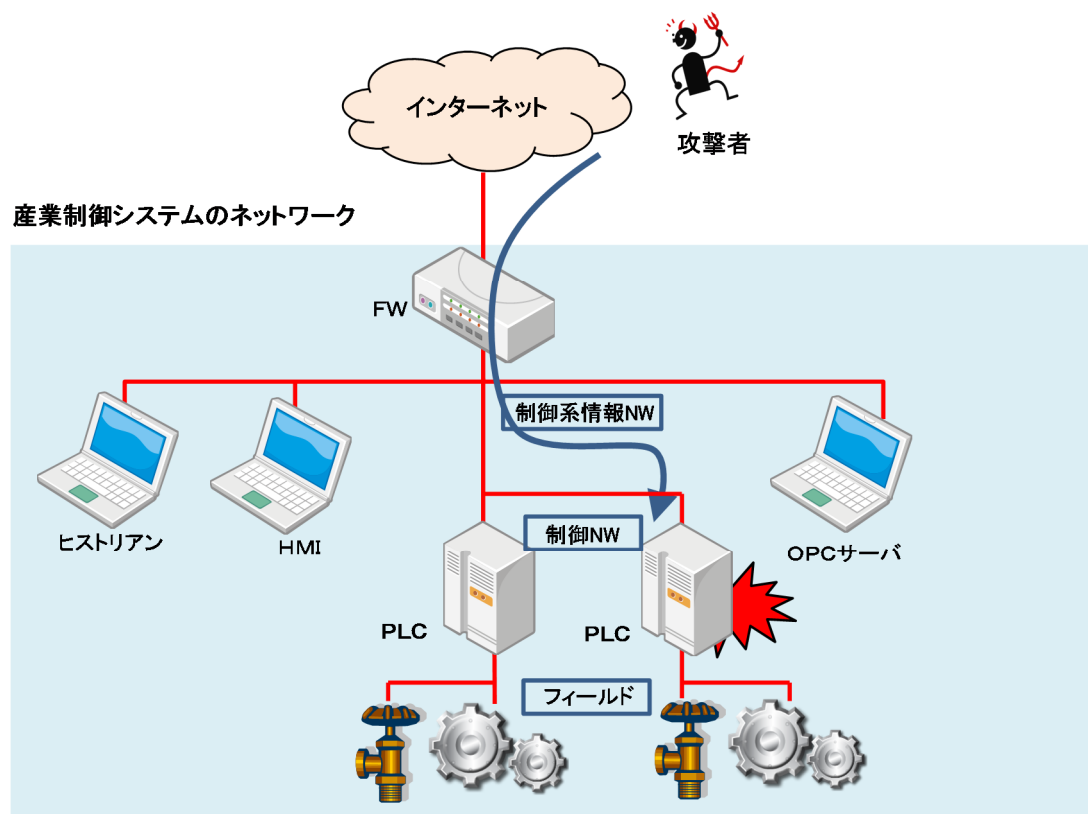 インターネット
攻撃者
産業制御システムのネットワーク
FW
制御系情報NW
ヒストリアン
HMI
制御NW
OPCサーバ
PLC
PLC
フィールド